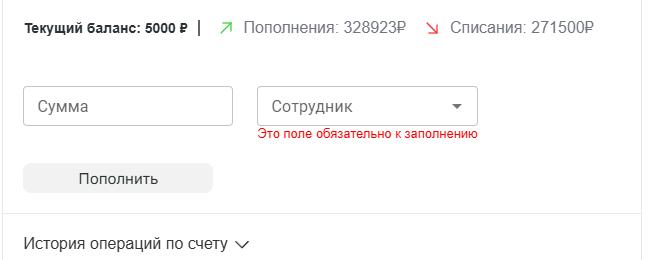 Текущий баланс: 5000 ₽ | Пополнения: 328923₽ Списания: 271500₽
Сумма Сотрудник
Это поле обязательно к заполнению
Пополнить
История операций по счету